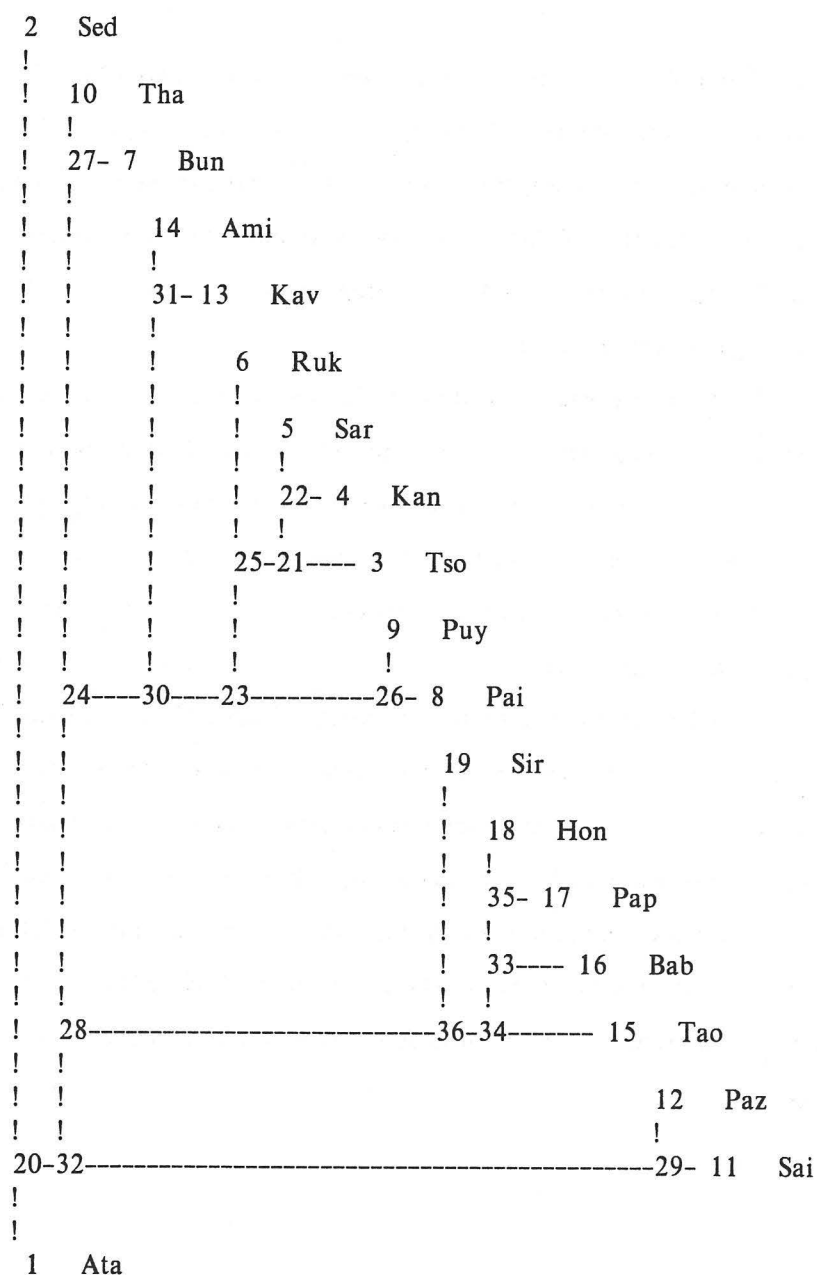 2 Sed
!
! 10 Tha
! !
! 27- 7 Bun
! !
! ! 14 Ami
! ! !
! ! 31- 13 Kav
! ! !
! ! ! 6 Ruk
! ! ! !
! ! ! ! 5 Sar
! ! ! ! !
! ! ! ! 22- 4 Kan
! ! ! ! !
! ! ! 25-21---- 3 Tso
! ! ! !
! ! ! ! 9 Puy
! ! ! ! !
! 24----30----23-----------26- 8 Pai
! !
! ! 19 Sir
! ! !
! ! ! 18 Hon
! ! ! !
! ! ! 35- 17 Pap
! ! ! !
! ! ! 33---- 16 Bab
! ! ! !
! 28----------------------------36-34------- 15 Tao
! !
! ! 12 Paz
! ! !
20-32----------------------------------------------29- 11 Sai
!
!
1 Ata